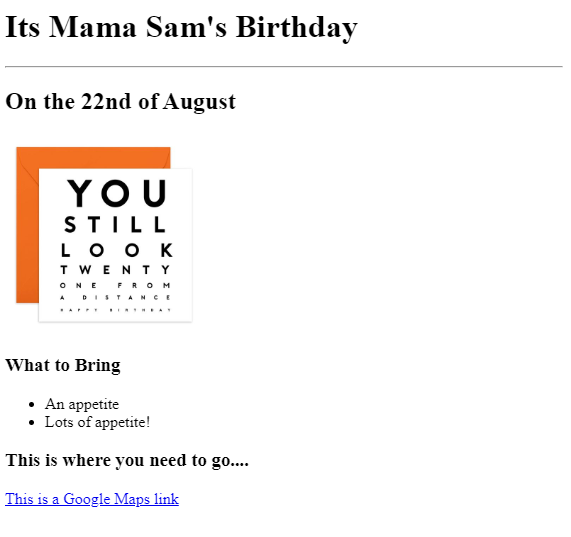 Its Mama Sam's Birthday
On the 22nd of August
YOU
STILL
LOOK
TWENTY
ONE FROM
A DISTANCE
HAPPY BIRTHDAY
What to Bring
An appetite
Lots of appetite!
This is where you need to go....
This is a Google Maps link